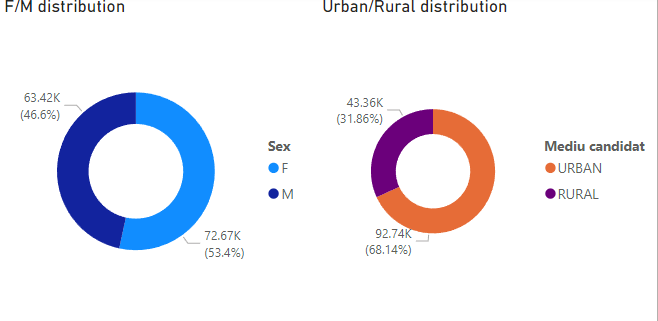 F/M distribution
63.42K
(46.6%)
72.67K
(53.4%)
Sex
F
M
Urban/Rural distribution
43.36K
(31.86%)
92.74K
(68.14%)
Mediu candidat
URBAN
RURAL